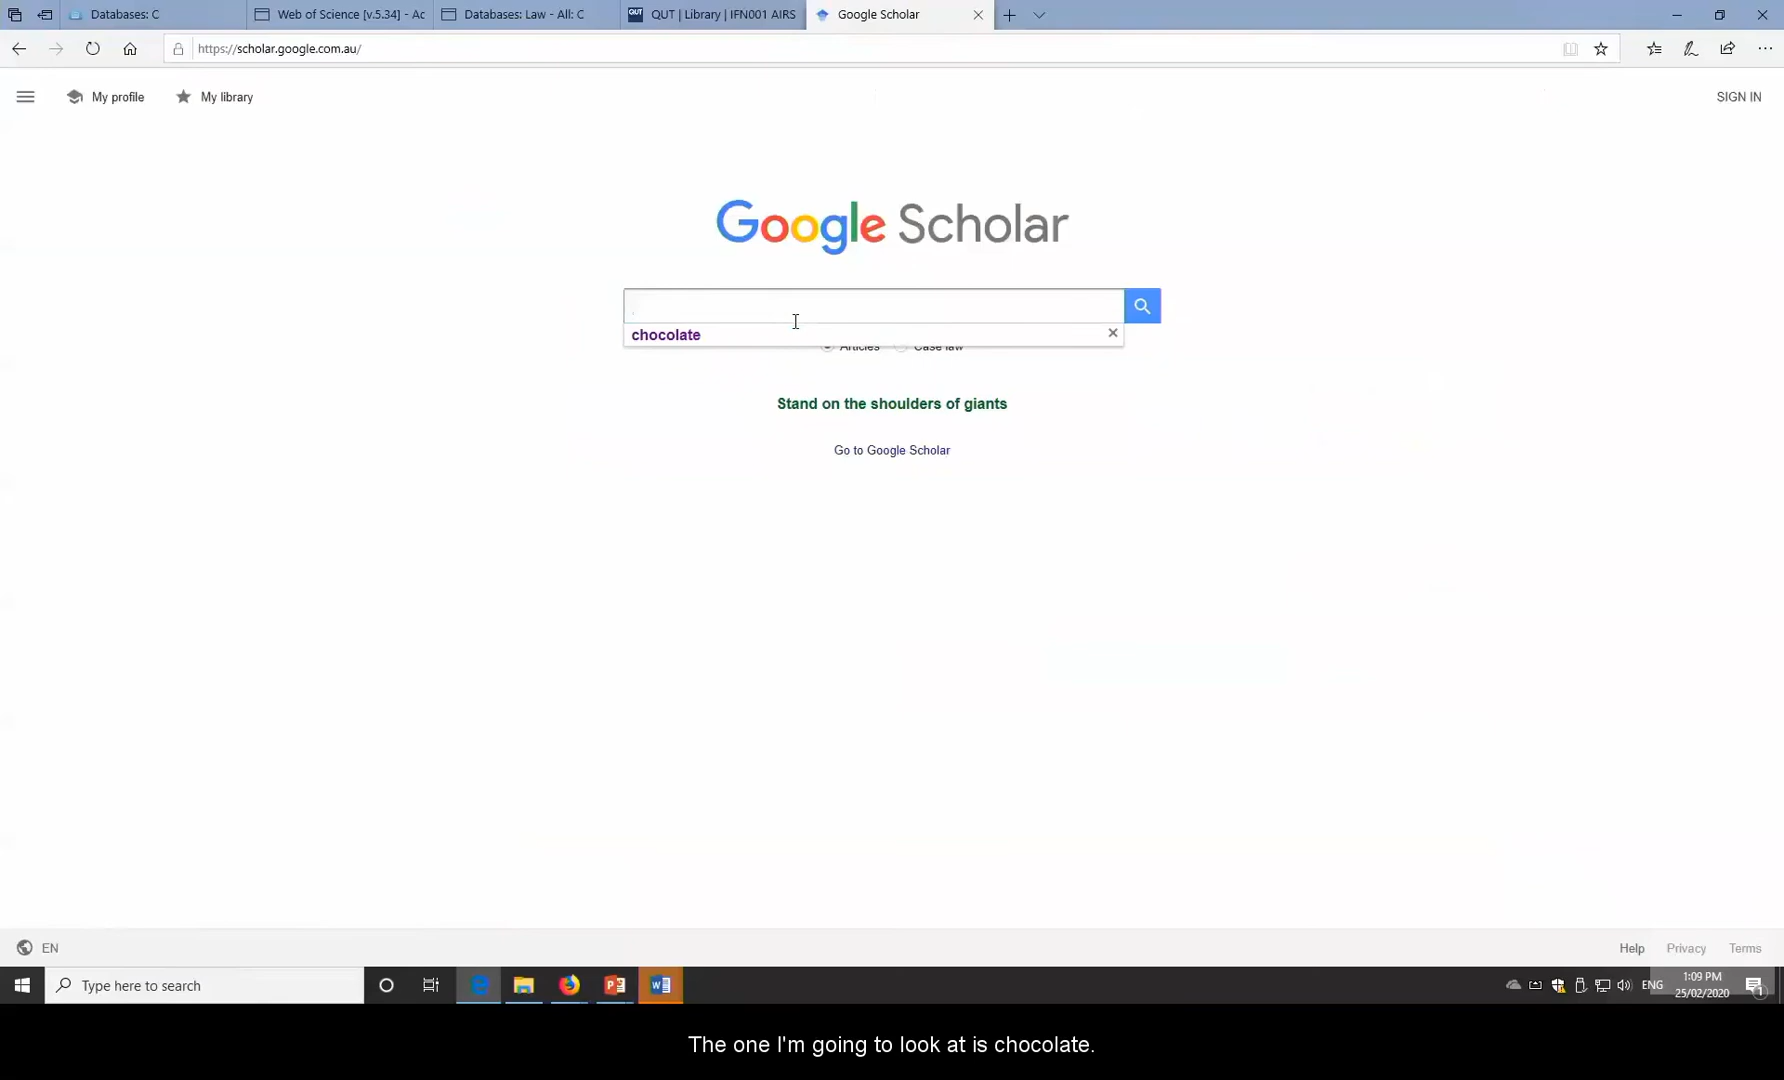 Databases: C
Web of Science [v.5.34] - Ac
Databases: Law - All: C
QUT | Library | IFN001 AIRS
Google Scholar
https://scholar.google.com.au/
My profile
My library
SIGN IN
Google Scholar
chocolate
Articles
Case law
Stand on the shoulders of giants
Go to Google Scholar
EN
Help
Privacy
Terms
Type here to search
ENG
1:09 PM
25/02/2020
The one I'm going to look at is chocolate.